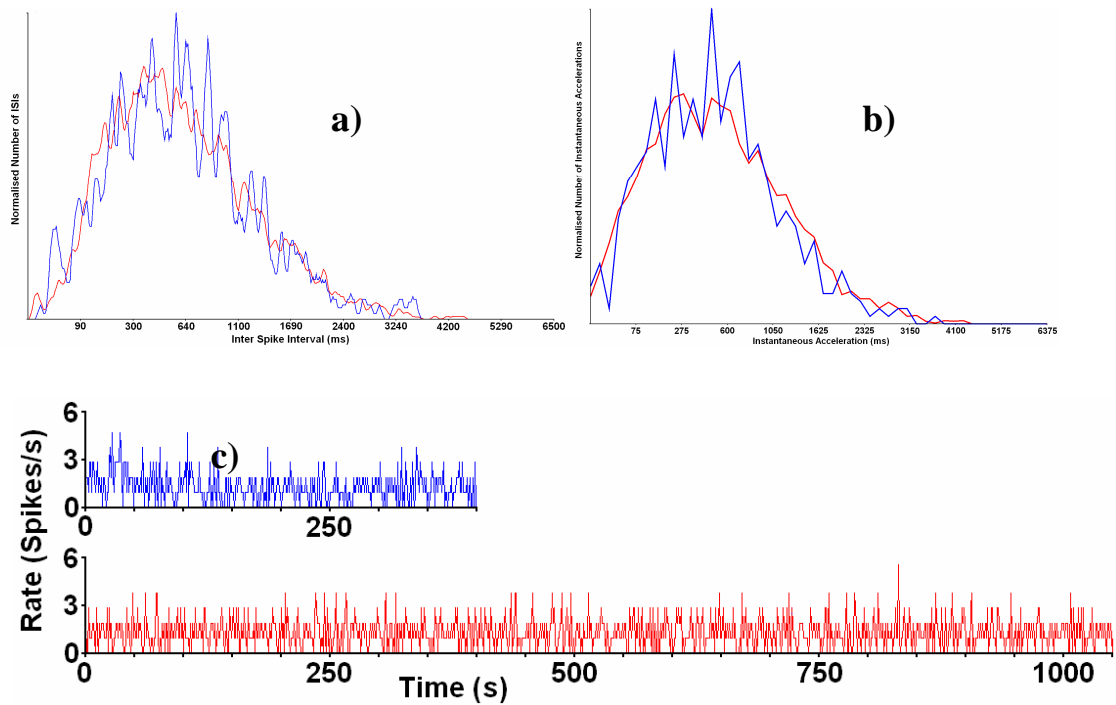 a)
Normalised Number of ISIs
90 300 640 1100 1690 2400 3240 4200 5290 6500
Inter Spike Interval (ms)
b)
Normalised Number of Instantaneous Accelerations
75 275 600 1050 1625 2325 3150 4100 5175 6375
Instantaneous Acceleration (ms)
c)
Rate (Spikes/s)
6
3
0
0 250
6
3
0
0 250 500 750 1000
Time (s)